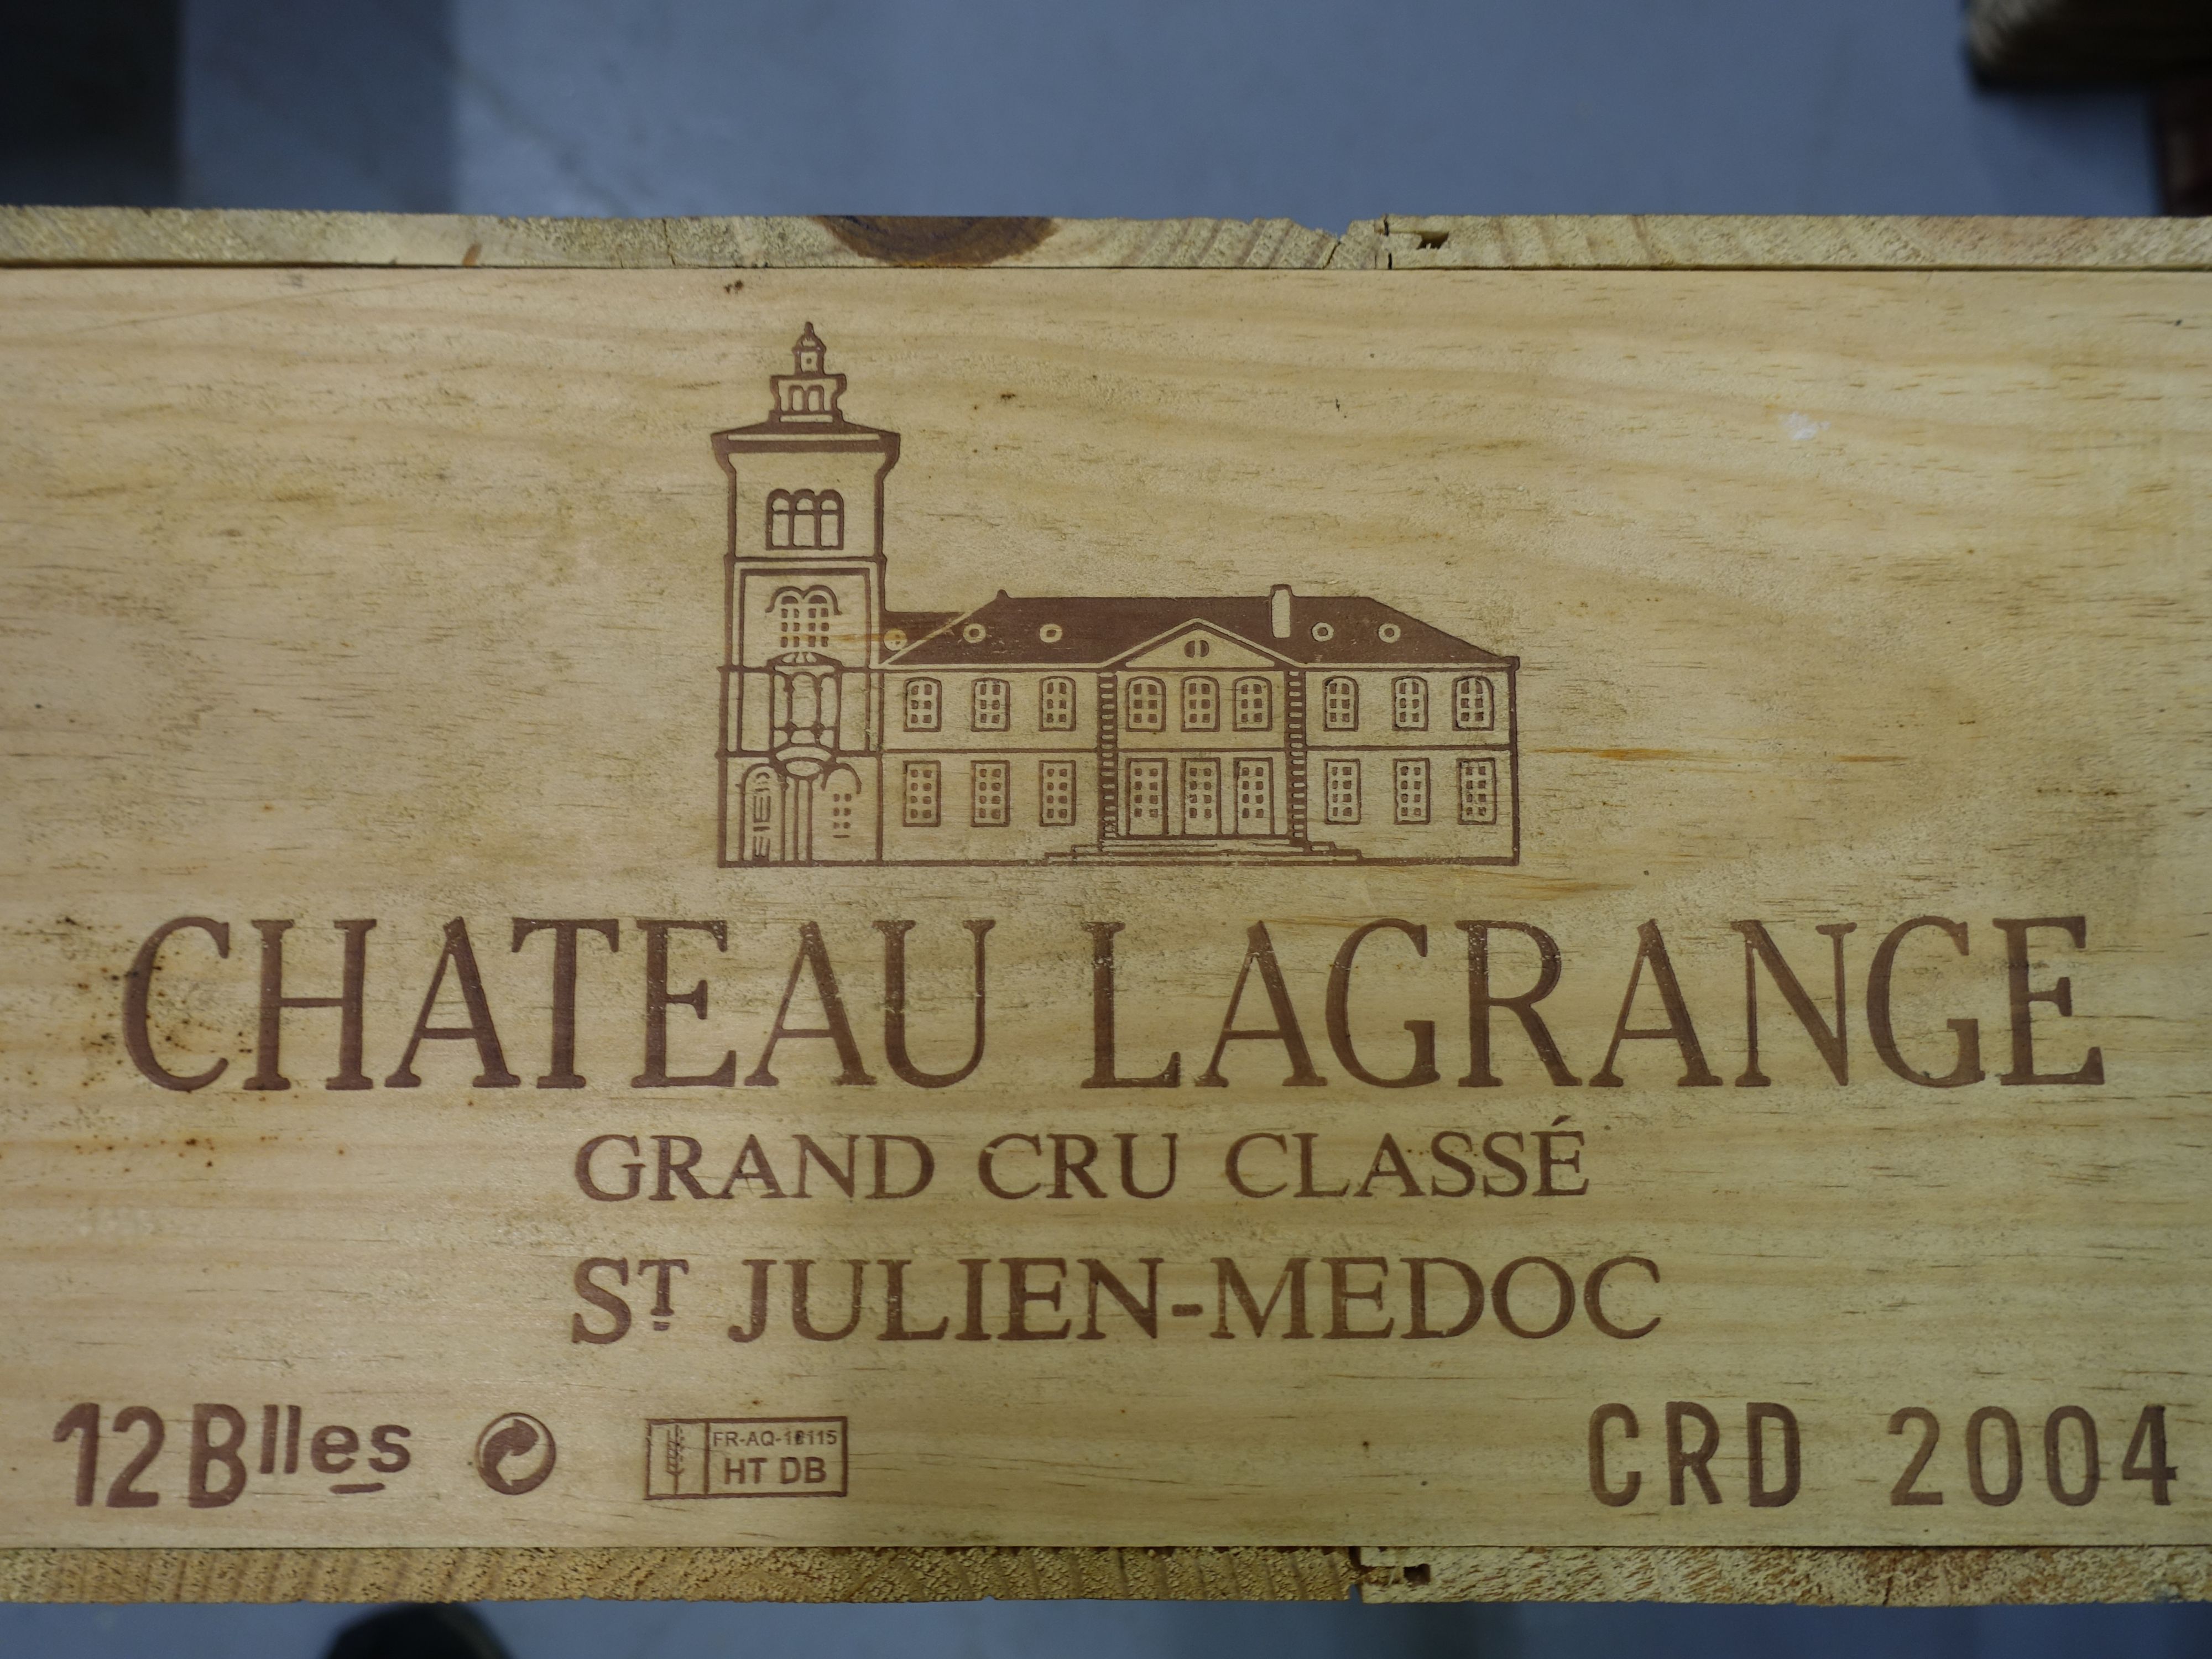 CHATEAU LAGRANGE
GRAND CRU CLASSÉ
ST JULIEN-MEDOC
12 Blles
HT DB
CRD 2004